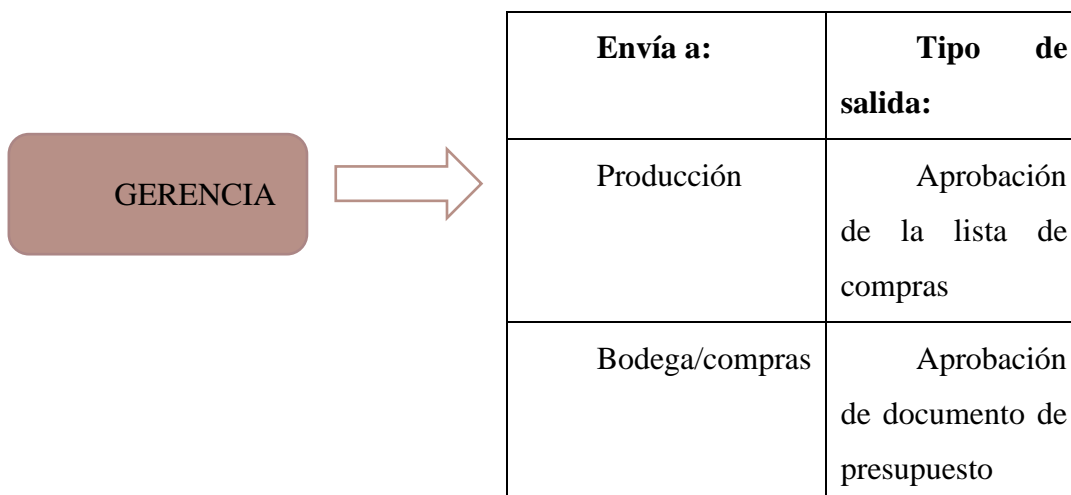 GERENCIA
Envía a:
Tipo de
salida:
Producción
Aprobación
de la lista de
compras
Bodega/compras
Aprobación
de documento de
presupuesto